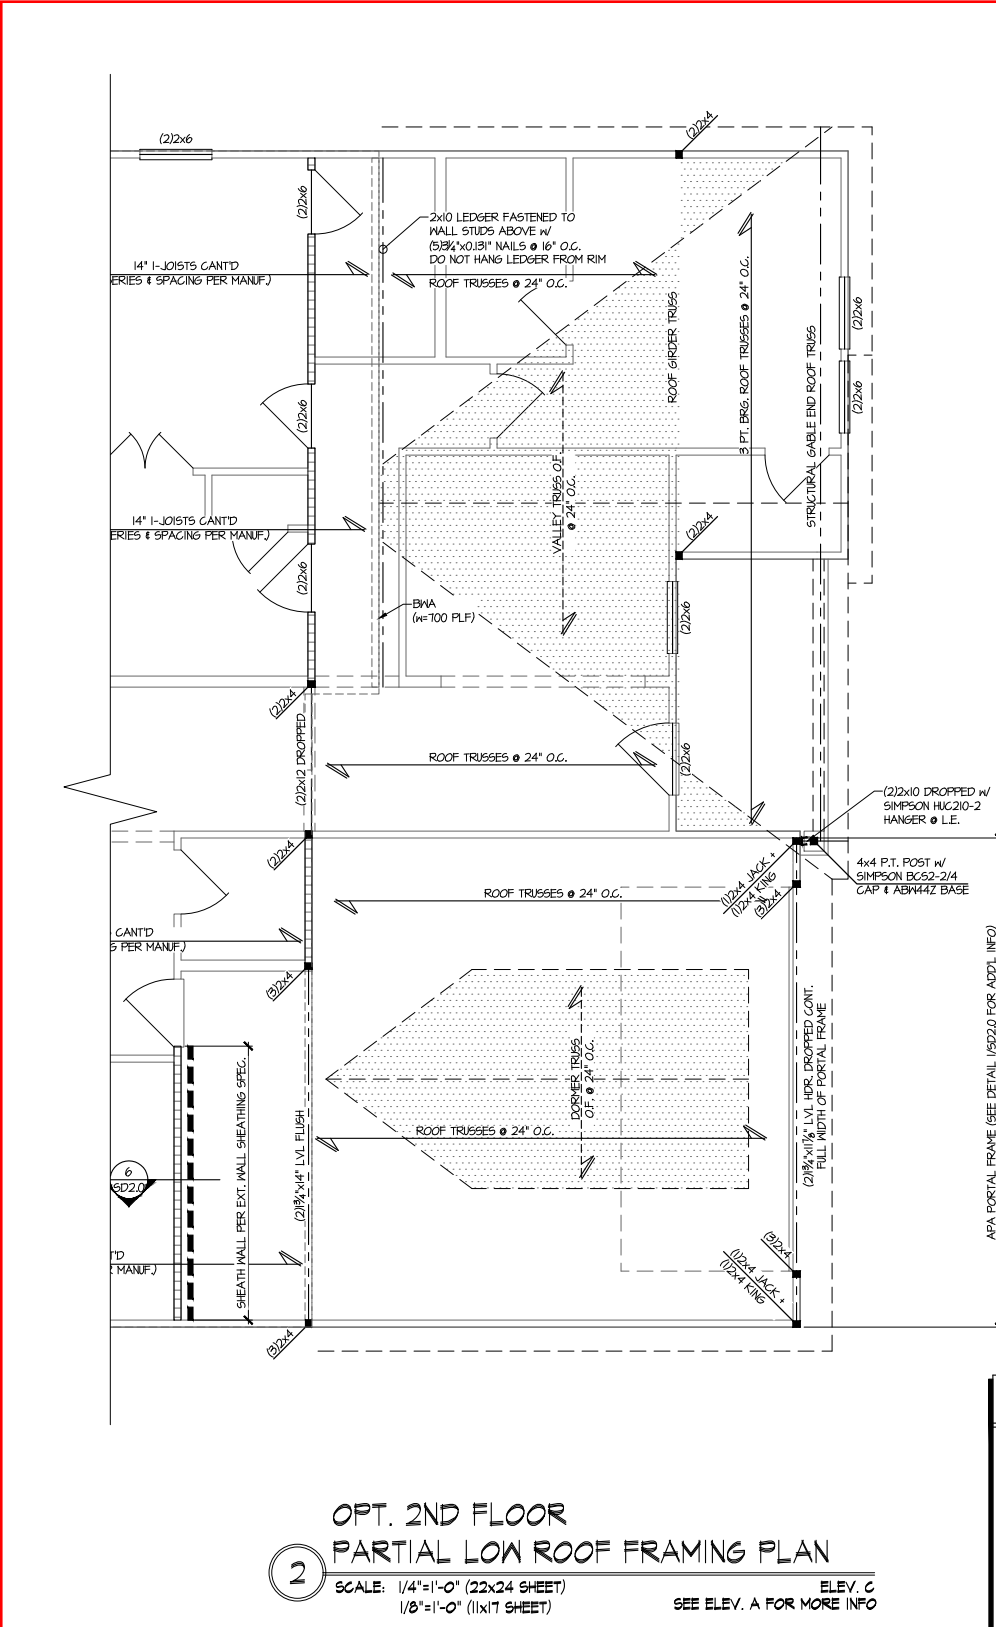 (2)2x6
(2)2x4
(2)2x6
2x10 LEDGER FASTENED TO
WALL STUDS ABOVE W/
(5)3¼"x0.131" NAILS @ 16" O.C.
DO NOT HANG LEDGER FROM RIM
14" I-JOISTS CANT'D
ERIES & SPACING PER MANUF.)
ROOF TRUSSES @ 24" O.C.
ROOF GIRDER TRUSS
3 PT. BRG. ROOF TRUSSES @ 24" O.C.
STRUCTURAL GABLE END ROOF TRUSS
(2)2x6
(2)2x6
(2)2x6
VALLEY TRUSS O.F.
@ 24" O.C.
14" I-JOISTS CANT'D
ERIES & SPACING PER MANUF.)
(2)2x4
(2)2x6
BWA
(W=700 PLF)
(2)2x6
(2)2x4
(2)2x12 DROPPED
ROOF TRUSSES @ 24" O.C.
(2)2x6
(2)2x10 DROPPED W/
SIMPSON HUC210-2
HANGER @ L.E.
(2)2x4
4x4 P.T. POST W/
SIMPSON BCS2-2/4
CAP & ABW44Z BASE
(1)2x4 JACK +
(1)2x4 KING
(3)2x4
ROOF TRUSSES @ 24" O.C.
CANT'D
G PER MANUF.)
(3)2x4
DORMER TRUSS
O.F. @ 24" O.C.
(2)1¾"x11⅞" LVL HDR. DROPPED CONT.
FULL WIDTH OF PORTAL FRAME
APA PORTAL FRAME (SEE DETAIL 1/SD2.0 FOR ADD'L INFO)
SHEATH WALL PER EXT. WALL SHEATHING SPEC.
(2)1¾"x14" LVL FLUSH
ROOF TRUSSES @ 24" O.C.
6
SD2.0
T'D
MANUF.)
(3)2x4
(1)2x4 JACK +
(1)2x4 KING
(3)2x4
OPT. 2ND FLOOR
PARTIAL LOW ROOF FRAMING PLAN
2
SCALE: 1/4"=1'-0" (22x24 SHEET)
1/8"=1'-0" (11x17 SHEET)
ELEV. C
SEE ELEV. A FOR MORE INFO